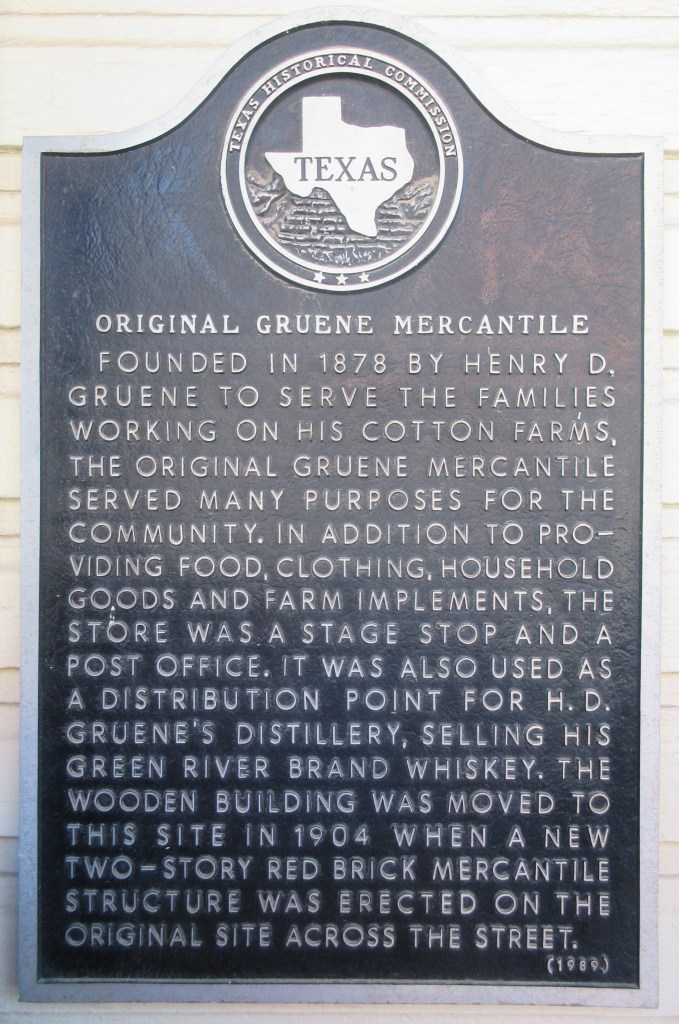 TEXAS HISTORICAL COMMISSION
TEXAS
ORIGINAL GRUENE MERCANTILE
FOUNDED IN 1878 BY HENRY D.
GRUENE TO SERVE THE FAMILIES
WORKING ON HIS COTTON FARMS,
THE ORIGINAL GRUENE MERCANTILE
SERVED MANY PURPOSES FOR THE
COMMUNITY. IN ADDITION TO PRO-
VIDING FOOD, CLOTHING, HOUSEHOLD
GOODS AND FARM IMPLEMENTS, THE
STORE WAS A STAGE STOP AND A
POST OFFICE. IT WAS ALSO USED AS
A DISTRIBUTION POINT FOR H. D.
GRUENE'S DISTILLERY, SELLING HIS
GREEN RIVER BRAND WHISKEY. THE
WOODEN BUILDING WAS MOVED TO
THIS SITE IN 1904 WHEN A NEW
TWO-STORY RED BRICK MERCANTILE
STRUCTURE WAS ERECTED ON THE
ORIGINAL SITE ACROSS THE STREET.
(1989)